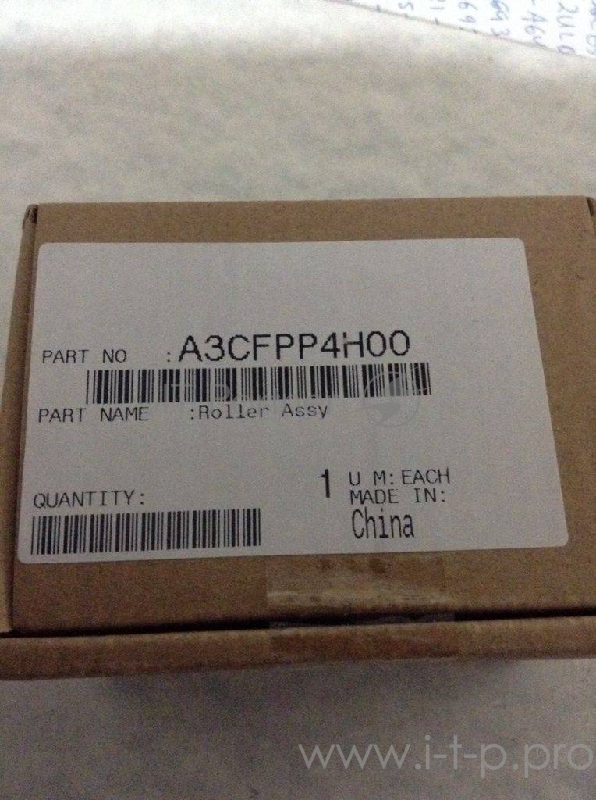 PART NO :A3CFPP4H00
PART NAME :Roller Assy
QUANTITY: 1 U M:EACH
MADE IN:
China
www.i-t-p.pro